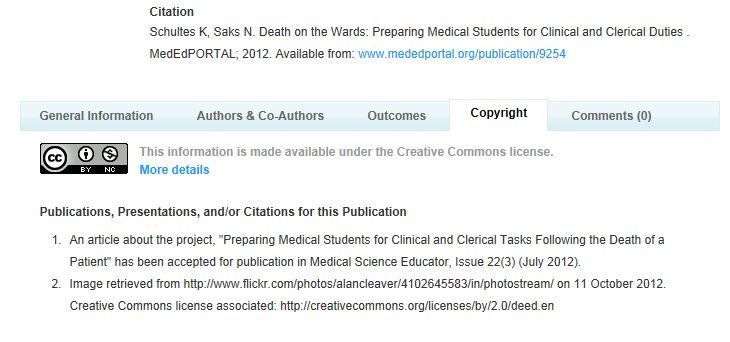 Citation
Schultes K, Saks N. Death on the Wards: Preparing Medical Students for Clinical and Clerical Duties .
MedEdPORTAL; 2012. Available from: www.mededportal.org/publication/9254
General Information Authors & Co-Authors Outcomes Copyright Comments (0)
cc BY NC
This information is made available under the Creative Commons license.
More details
Publications, Presentations, and/or Citations for this Publication
1. An article about the project, "Preparing Medical Students for Clinical and Clerical Tasks Following the Death of a
Patient" has been accepted for publication in Medical Science Educator, Issue 22(3) (July 2012).
2. Image retrieved from http://www.flickr.com/photos/alancleaver/4102645583/in/photostream/ on 11 October 2012.
Creative Commons license associated: http://creativecommons.org/licenses/by/2.0/deed.en